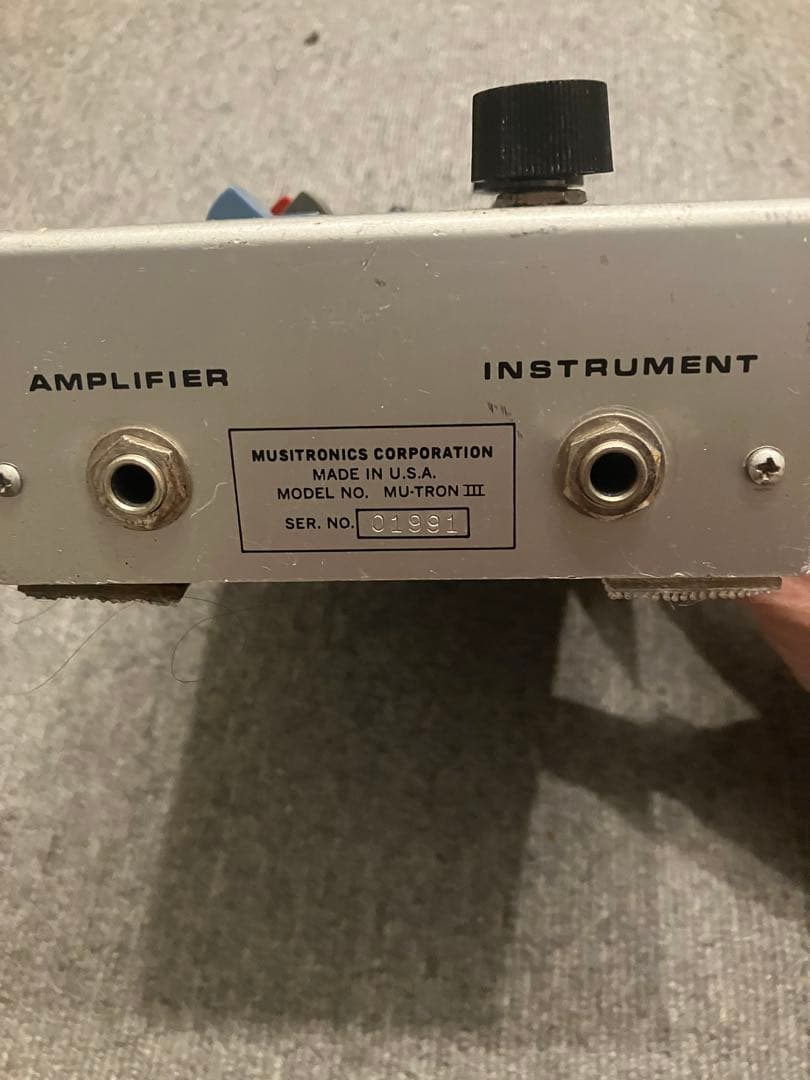 AMPLIFIER
INSTRUMENT
MUSITRONICS CORPORATION
MADE IN U.S.A.
MODEL NO. MU-TRON III
SER. NO. 01991